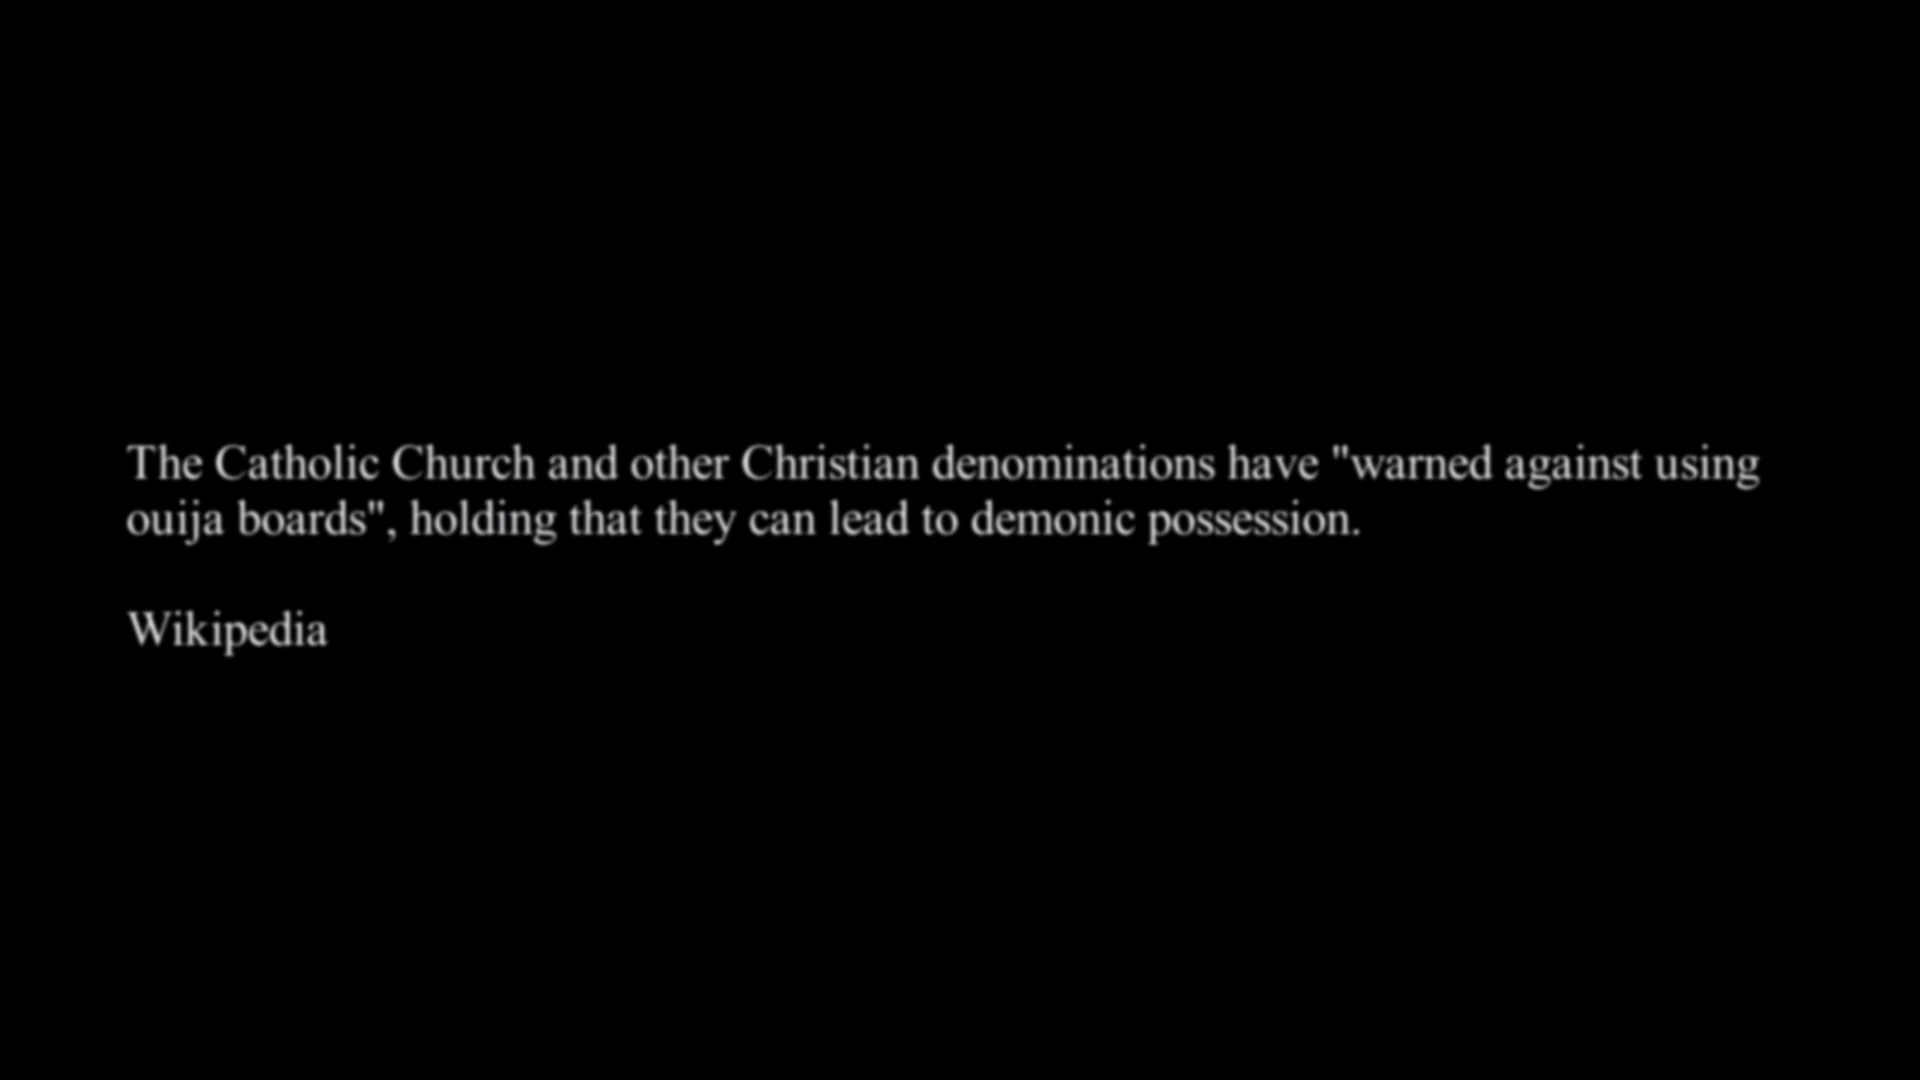 The Catholic Church and other Christian denominations have "warned against using
ouija boards", holding that they can lead to demonic possession.
Wikipedia